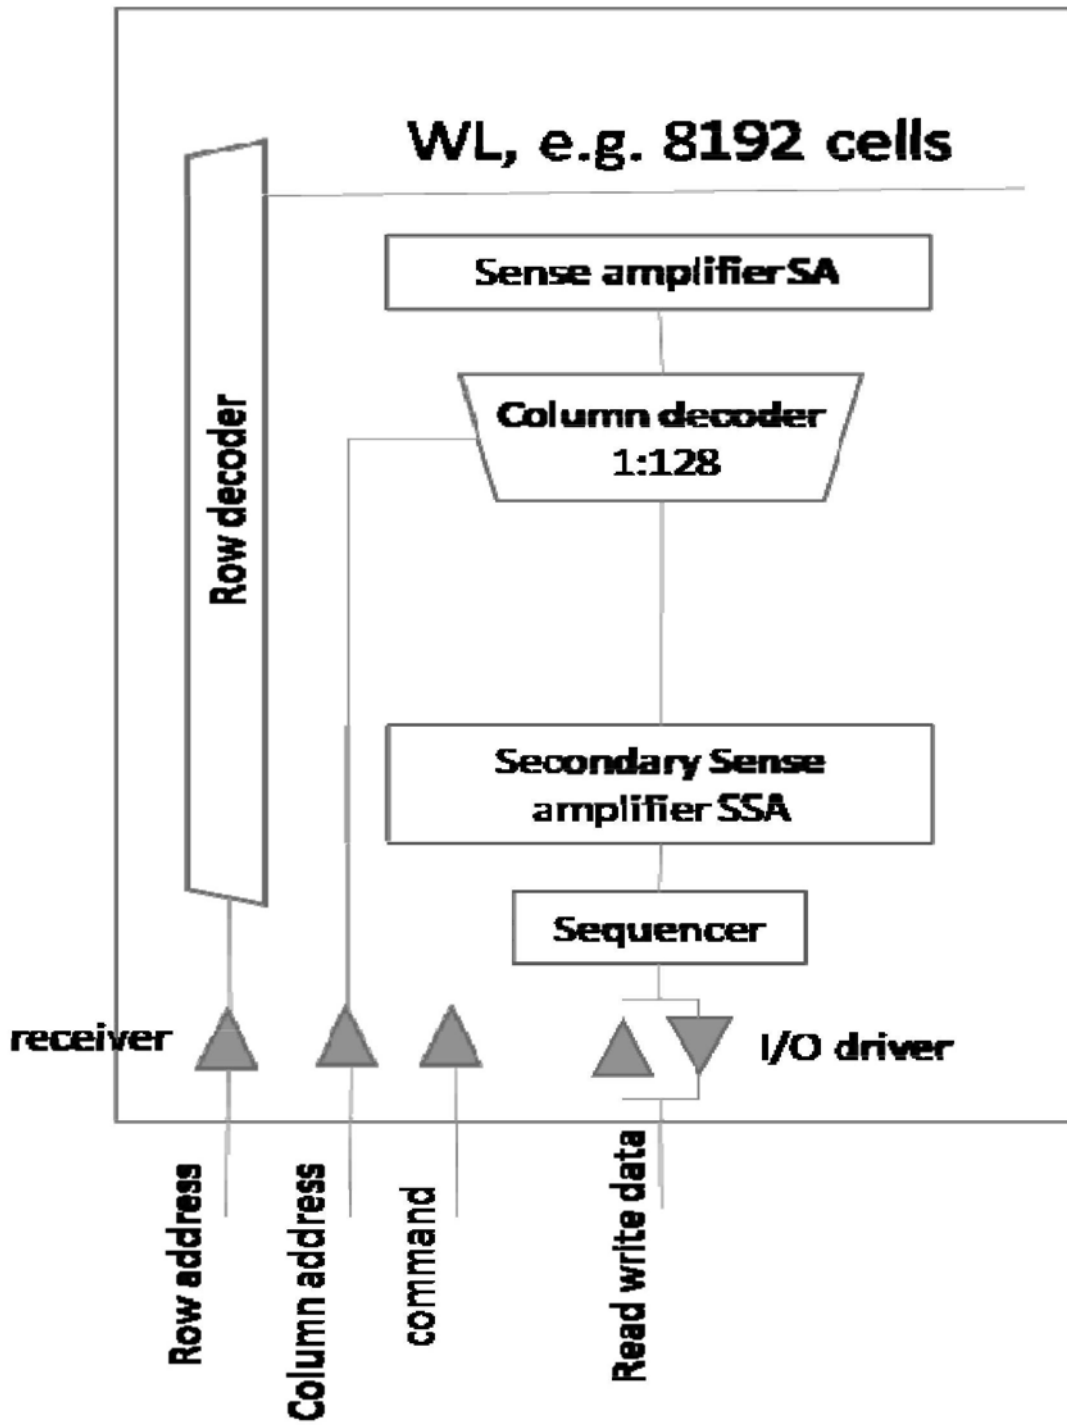 WL, e.g. 8192 cells
Sense amplifier SA
Column decoder
1:128
Row decoder
Secondary Sense
amplifier SSA
Sequencer
receiver
I/O driver
Row address
Column address
command
Read write data